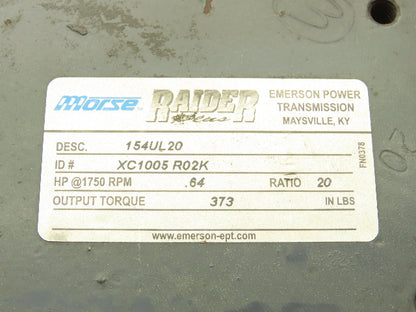 Morse RAIDER Plus EMERSON POWER
TRANSMISSION
MAYSVILLE, KY
DESC. 154UL20
ID # XC1005 R02K
HP @1750 RPM .64 RATIO 20
OUTPUT TORQUE 373 IN LBS
www.emerson-ept.com
FN0378